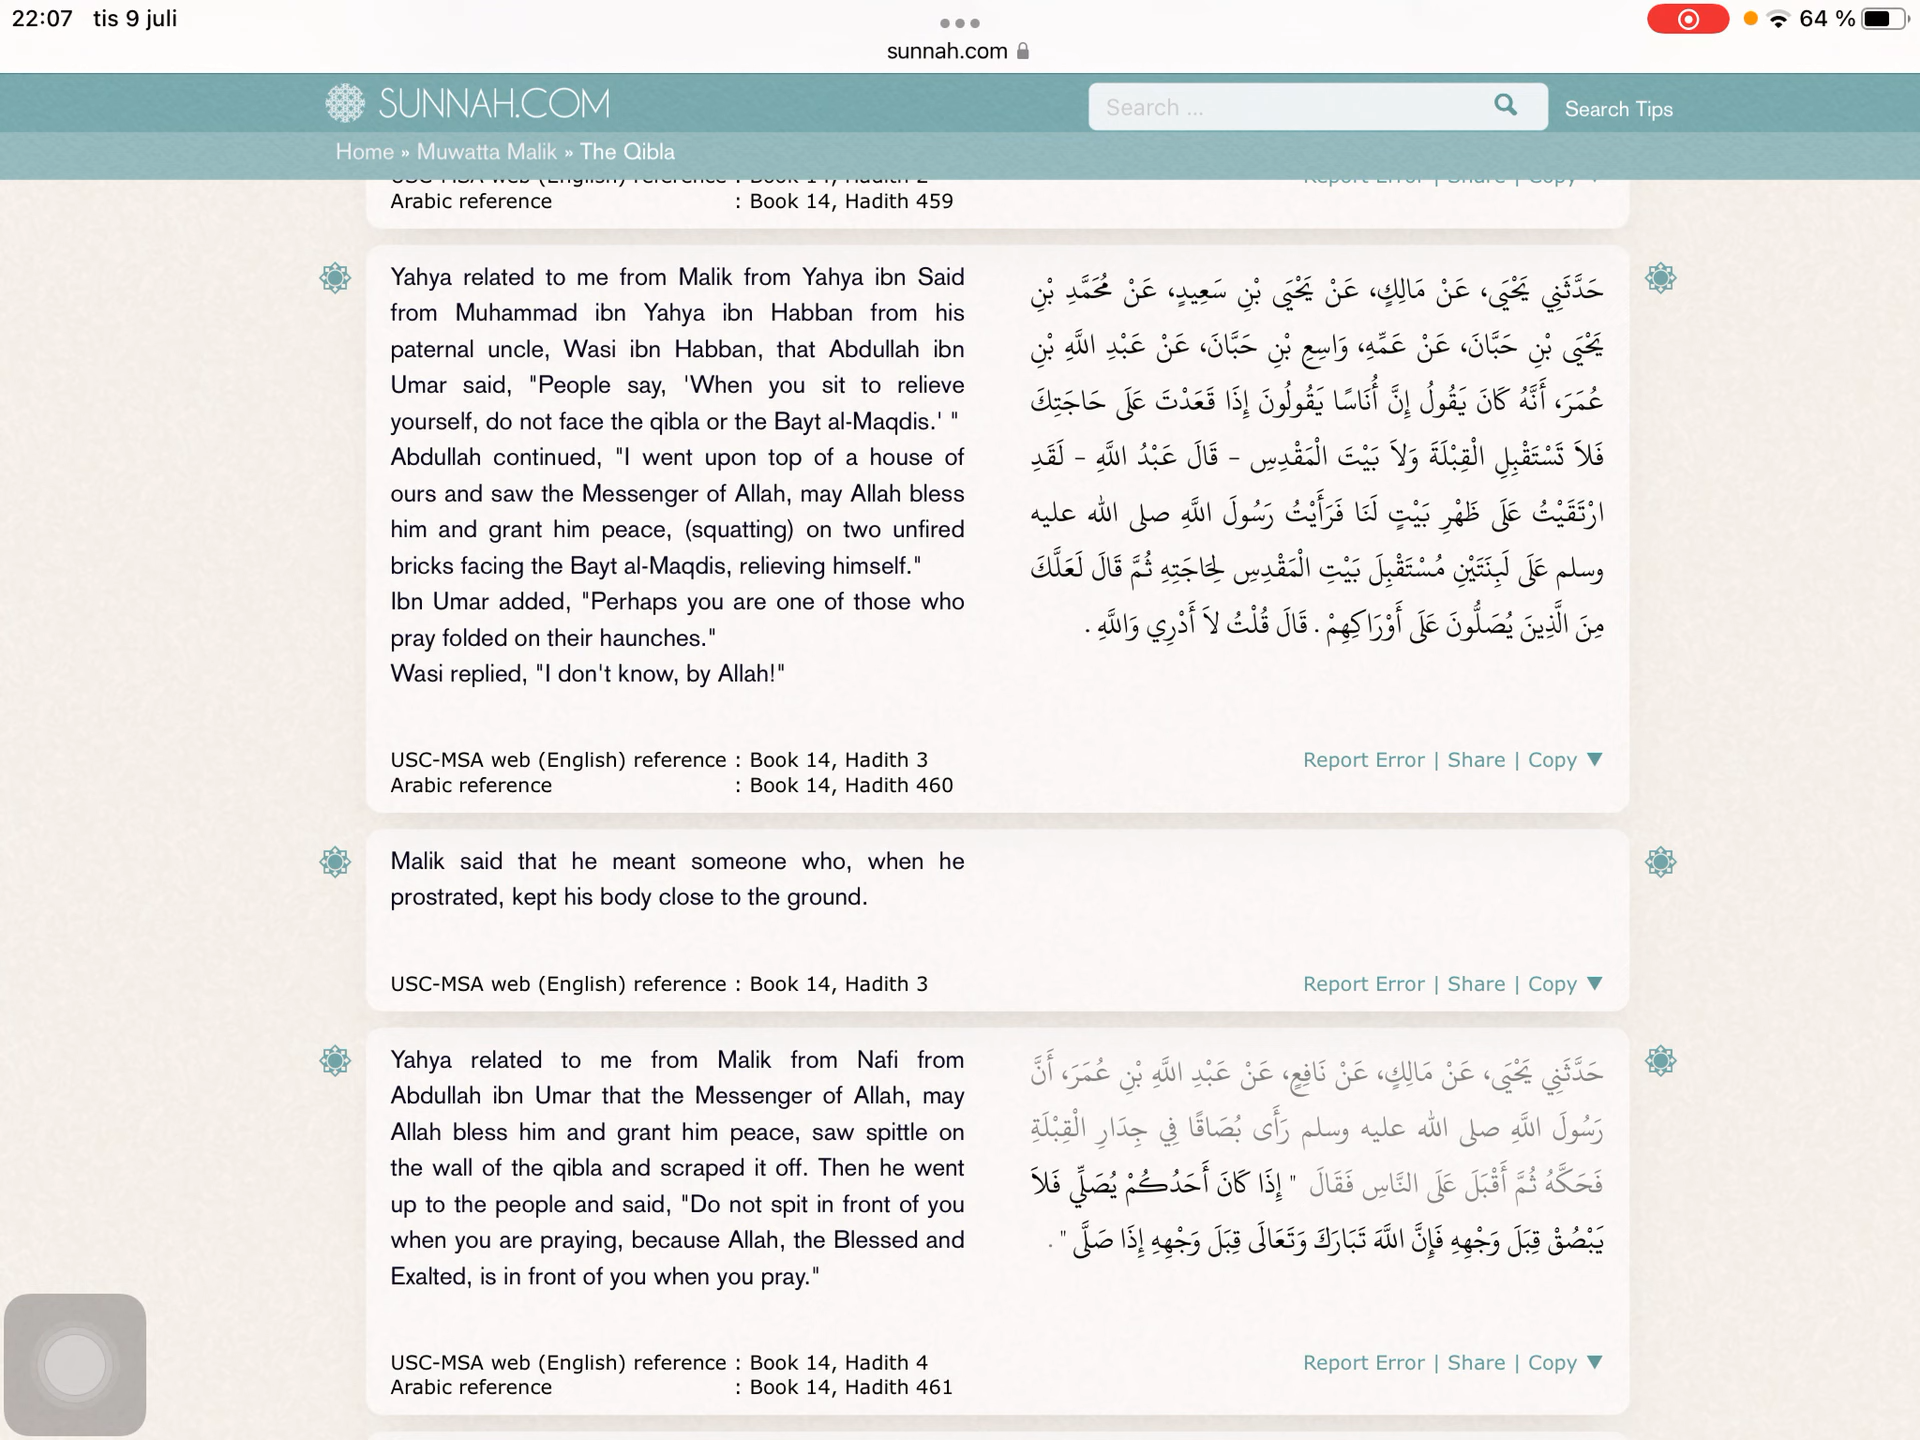 22:07 tis 9 juli
64 %
sunnah.com
SUNNAH.COM
Search ...
Search Tips
Home » Muwatta Malik » The Qibla
USC-MSA web (English) reference : Book 14, Hadith 2
Report Error | Share | Copy ▼
Arabic reference : Book 14, Hadith 459
Yahya related to me from Malik from Yahya ibn Said
from Muhammad ibn Yahya ibn Habban from his
paternal uncle, Wasi ibn Habban, that Abdullah ibn
Umar said, "People say, 'When you sit to relieve
yourself, do not face the qibla or the Bayt al-Maqdis.' "
Abdullah continued, "I went upon top of a house of
ours and saw the Messenger of Allah, may Allah bless
him and grant him peace, (squatting) on two unfired
bricks facing the Bayt al-Maqdis, relieving himself."
Ibn Umar added, "Perhaps you are one of those who
pray folded on their haunches."
Wasi replied, "I don't know, by Allah!"
حَدَّثَنِي يَحْيَى، عَنْ مَالِكٍ، عَنْ يَحْيَى بْنِ سَعِيدٍ، عَنْ مُحَمَّدِ بْنِ
يَحْيَى بْنِ حَبَّانَ، عَنْ عَمِّهِ، وَاسِعِ بْنِ حَبَّانَ، عَنْ عَبْدِ اللَّهِ بْنِ
عُمَرَ، أَنَّهُ كَانَ يَقُولُ إِنَّ أُنَاسًا يَقُولُونَ إِذَا قَعَدْتَ عَلَى حَاجَتِكَ
فَلاَ تَسْتَقْبِلِ الْقِبْلَةَ وَلاَ بَيْتَ الْمَقْدِسِ - قَالَ عَبْدُ اللَّهِ - لَقَدِ
ارْتَقَيْتُ عَلَى ظَهْرِ بَيْتٍ لَنَا فَرَأَيْتُ رَسُولَ اللَّهِ صلى الله عليه
وسلم عَلَى لَبِنَتَيْنِ مُسْتَقْبِلَ بَيْتِ الْمَقْدِسِ لِحَاجَتِهِ ثُمَّ قَالَ لَعَلَّكَ
مِنَ الَّذِينَ يُصَلُّونَ عَلَى أَوْرَاكِهِمْ . قَالَ قُلْتُ لاَ أَدْرِي وَاللَّهِ .
USC-MSA web (English) reference : Book 14, Hadith 3
Report Error | Share | Copy ▼
Arabic reference : Book 14, Hadith 460
Malik said that he meant someone who, when he
prostrated, kept his body close to the ground.
USC-MSA web (English) reference : Book 14, Hadith 3
Report Error | Share | Copy ▼
Yahya related to me from Malik from Nafi from
Abdullah ibn Umar that the Messenger of Allah, may
Allah bless him and grant him peace, saw spittle on
the wall of the qibla and scraped it off. Then he went
up to the people and said, "Do not spit in front of you
when you are praying, because Allah, the Blessed and
Exalted, is in front of you when you pray."
حَدَّثَنِي يَحْيَى، عَنْ مَالِكٍ، عَنْ نَافِعٍ، عَنْ عَبْدِ اللَّهِ بْنِ عُمَرَ، أَنَّ
رَسُولَ اللَّهِ صلى الله عليه وسلم رَأَى بُصَاقًا فِي جِدَارِ الْقِبْلَةِ
فَحَكَّهُ ثُمَّ أَقْبَلَ عَلَى النَّاسِ فَقَالَ " إِذَا كَانَ أَحَدُكُمْ يُصَلِّي فَلاَ
يَبْصُقْ قِبَلَ وَجْهِهِ فَإِنَّ اللَّهَ تَبَارَكَ وَتَعَالَى قِبَلَ وَجْهِهِ إِذَا صَلَّى " .
USC-MSA web (English) reference : Book 14, Hadith 4
Report Error | Share | Copy ▼
Arabic reference : Book 14, Hadith 461